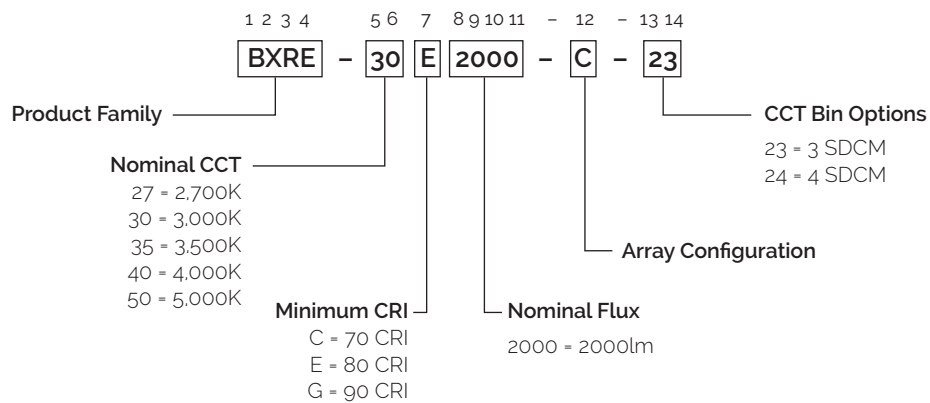 1 2 3 4 5 6 7 8 9 10 11 – 12 – 13 14
BXRE – 30 E 2000 – C – 23
Product Family
CCT Bin Options
23 = 3 SDCM
24 = 4 SDCM
Nominal CCT
27 = 2,700K
30 = 3,000K
35 = 3,500K
40 = 4,000K
50 = 5,000K
Array Configuration
Minimum CRI
C = 70 CRI
E = 80 CRI
G = 90 CRI
Nominal Flux
2000 = 2000lm